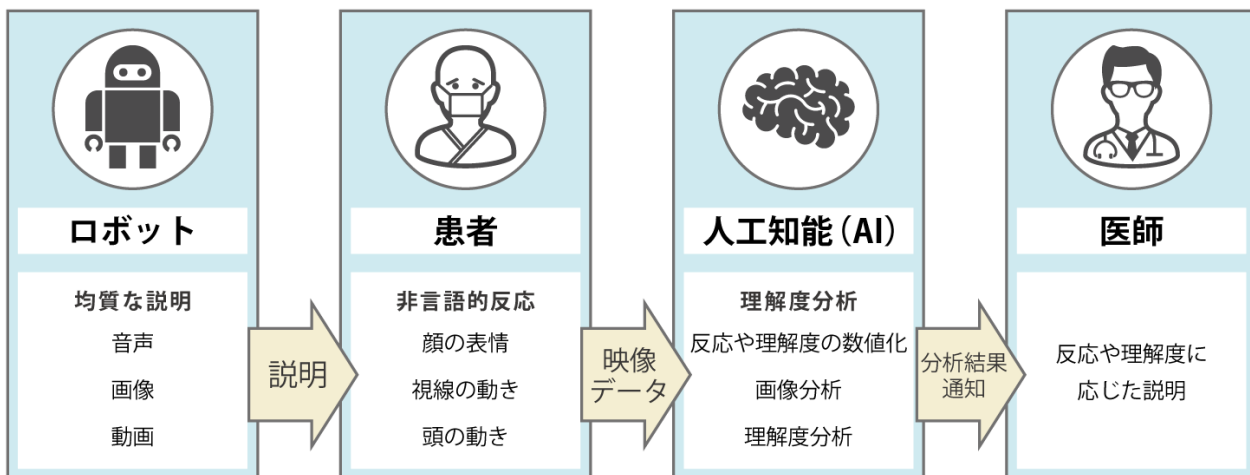 ロボット
均質な説明
音声
画像
動画
説明
患者
非言語的反応
顔の表情
視線の動き
頭の動き
映像
データ
人工知能(AI)
理解度分析
反応や理解度の数値化
画像分析
理解度分析
分析結果
通知
医師
反応や理解度に
応じた説明